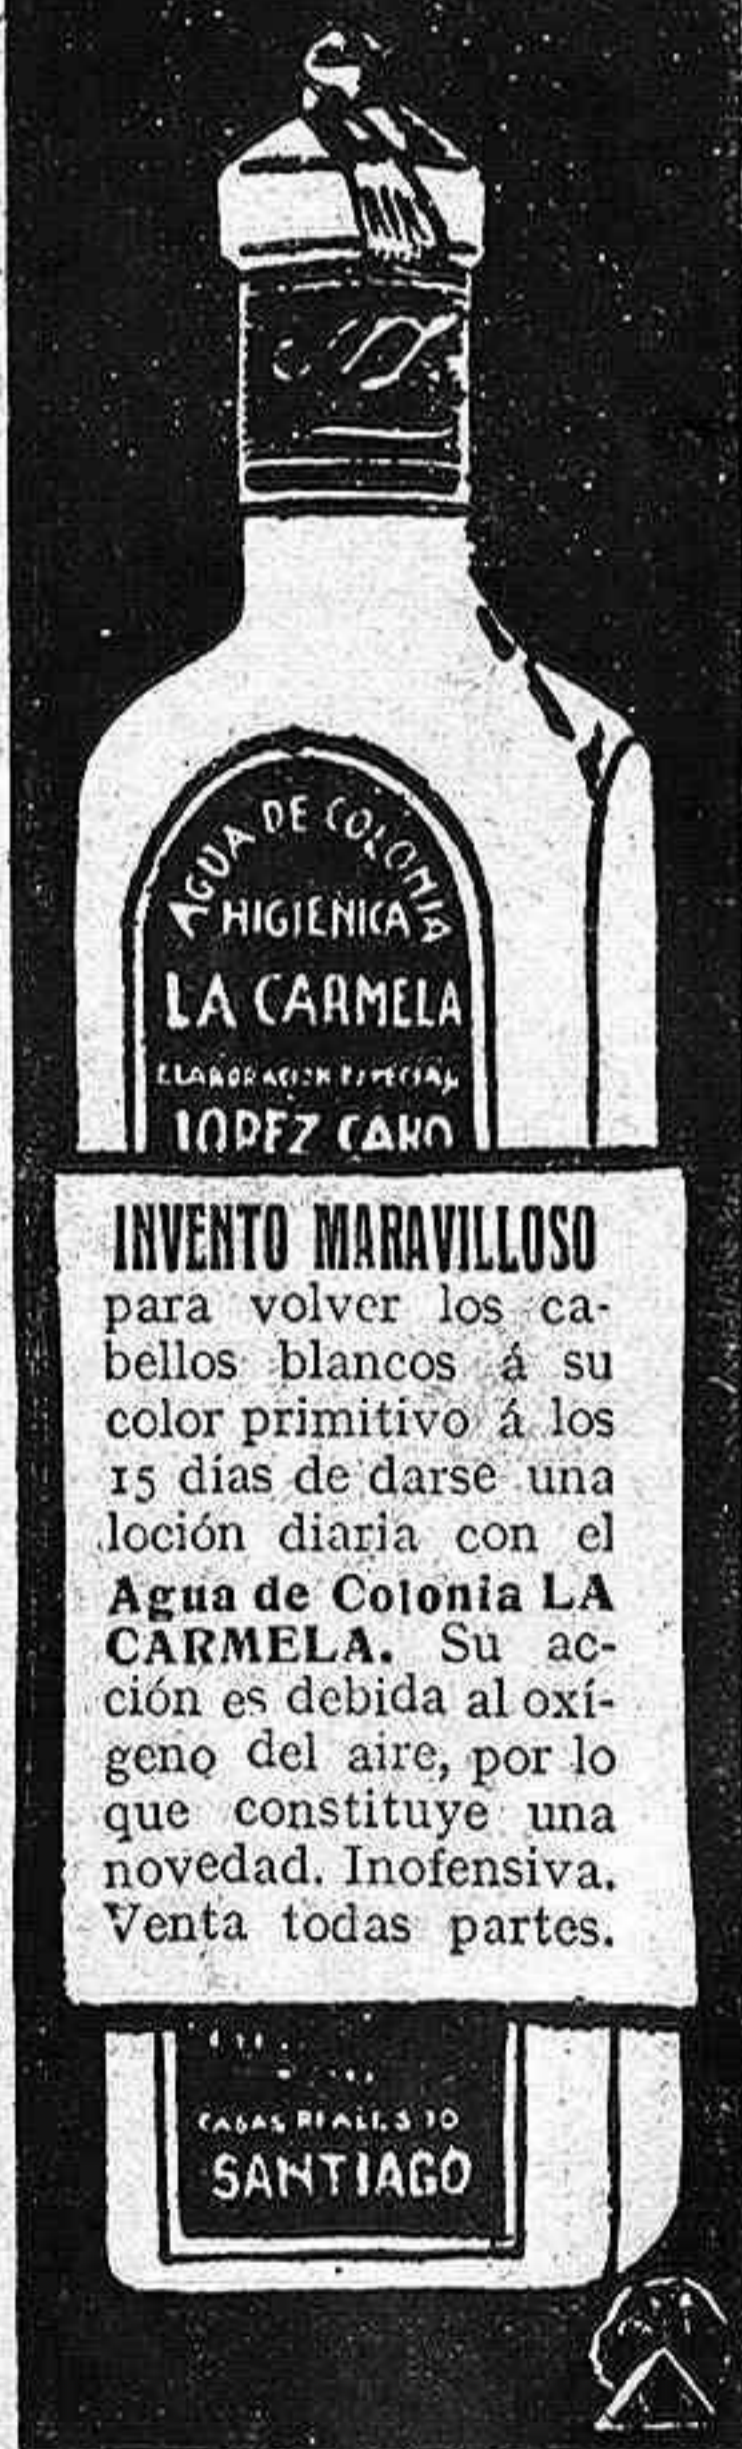 AGUA DE COLONIA
HIGIENICA
LA CARMELA
ELABORACION ESPECIAL
LOPEZ CARO
INVENTO MARAVILLOSO
para volver los ca-
bellos blancos á su
color primitivo á los
15 días de darse una
loción diaria con el
Agua de Colonia LA
CARMELA. Su ac-
ción es debida al oxí-
geno del aire, por lo
que constituye una
novedad. Inofensiva.
Venta todas partes.
CASAS REALES 10
SANTIAGO